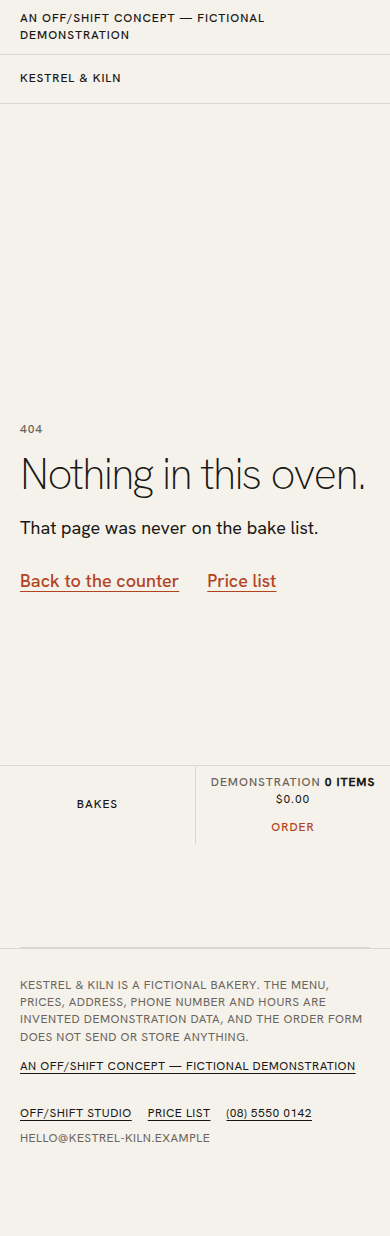 AN OFF/SHIFT CONCEPT — FICTIONAL
DEMONSTRATION
KESTREL & KILN
404
Nothing in this oven.
That page was never on the bake list.
Back to the counter Price list
BAKES
DEMONSTRATION 0 ITEMS
$0.00
ORDER
KESTREL & KILN IS A FICTIONAL BAKERY. THE MENU,
PRICES, ADDRESS, PHONE NUMBER AND HOURS ARE
INVENTED DEMONSTRATION DATA, AND THE ORDER FORM
DOES NOT SEND OR STORE ANYTHING.
AN OFF/SHIFT CONCEPT — FICTIONAL DEMONSTRATION
OFF/SHIFT STUDIO PRICE LIST (08) 5550 0142
HELLO@KESTREL-KILN.EXAMPLE